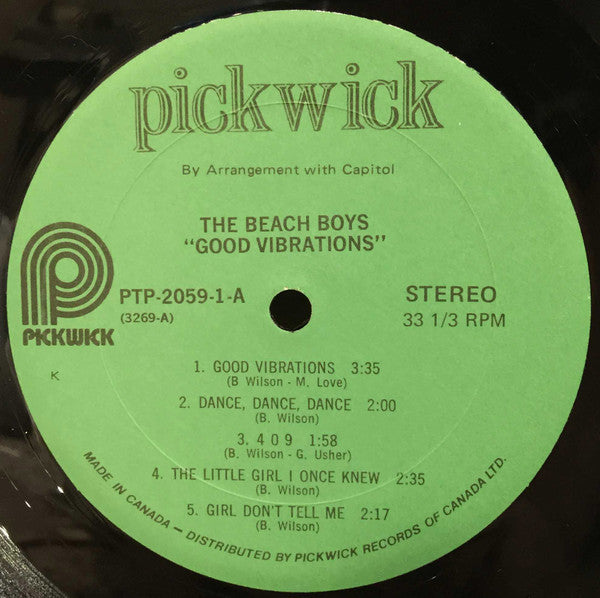 pickwick
By Arrangement with Capitol
THE BEACH BOYS
"GOOD VIBRATIONS"
PTP-2059-1-A
(3269-A)
STEREO
33 1/3 RPM
PICKWICK
K
1. GOOD VIBRATIONS 3:35
(B Wilson - M. Love)
2. DANCE, DANCE, DANCE 2:00
(B. Wilson)
3. 4 0 9 1:58
(B. Wilson - G. Usher)
4. THE LITTLE GIRL I ONCE KNEW 2:35
(B. Wilson)
5. GIRL DON'T TELL ME 2:17
(B. Wilson)
MADE IN CANADA - DISTRIBUTED BY PICKWICK RECORDS OF CANADA LTD.